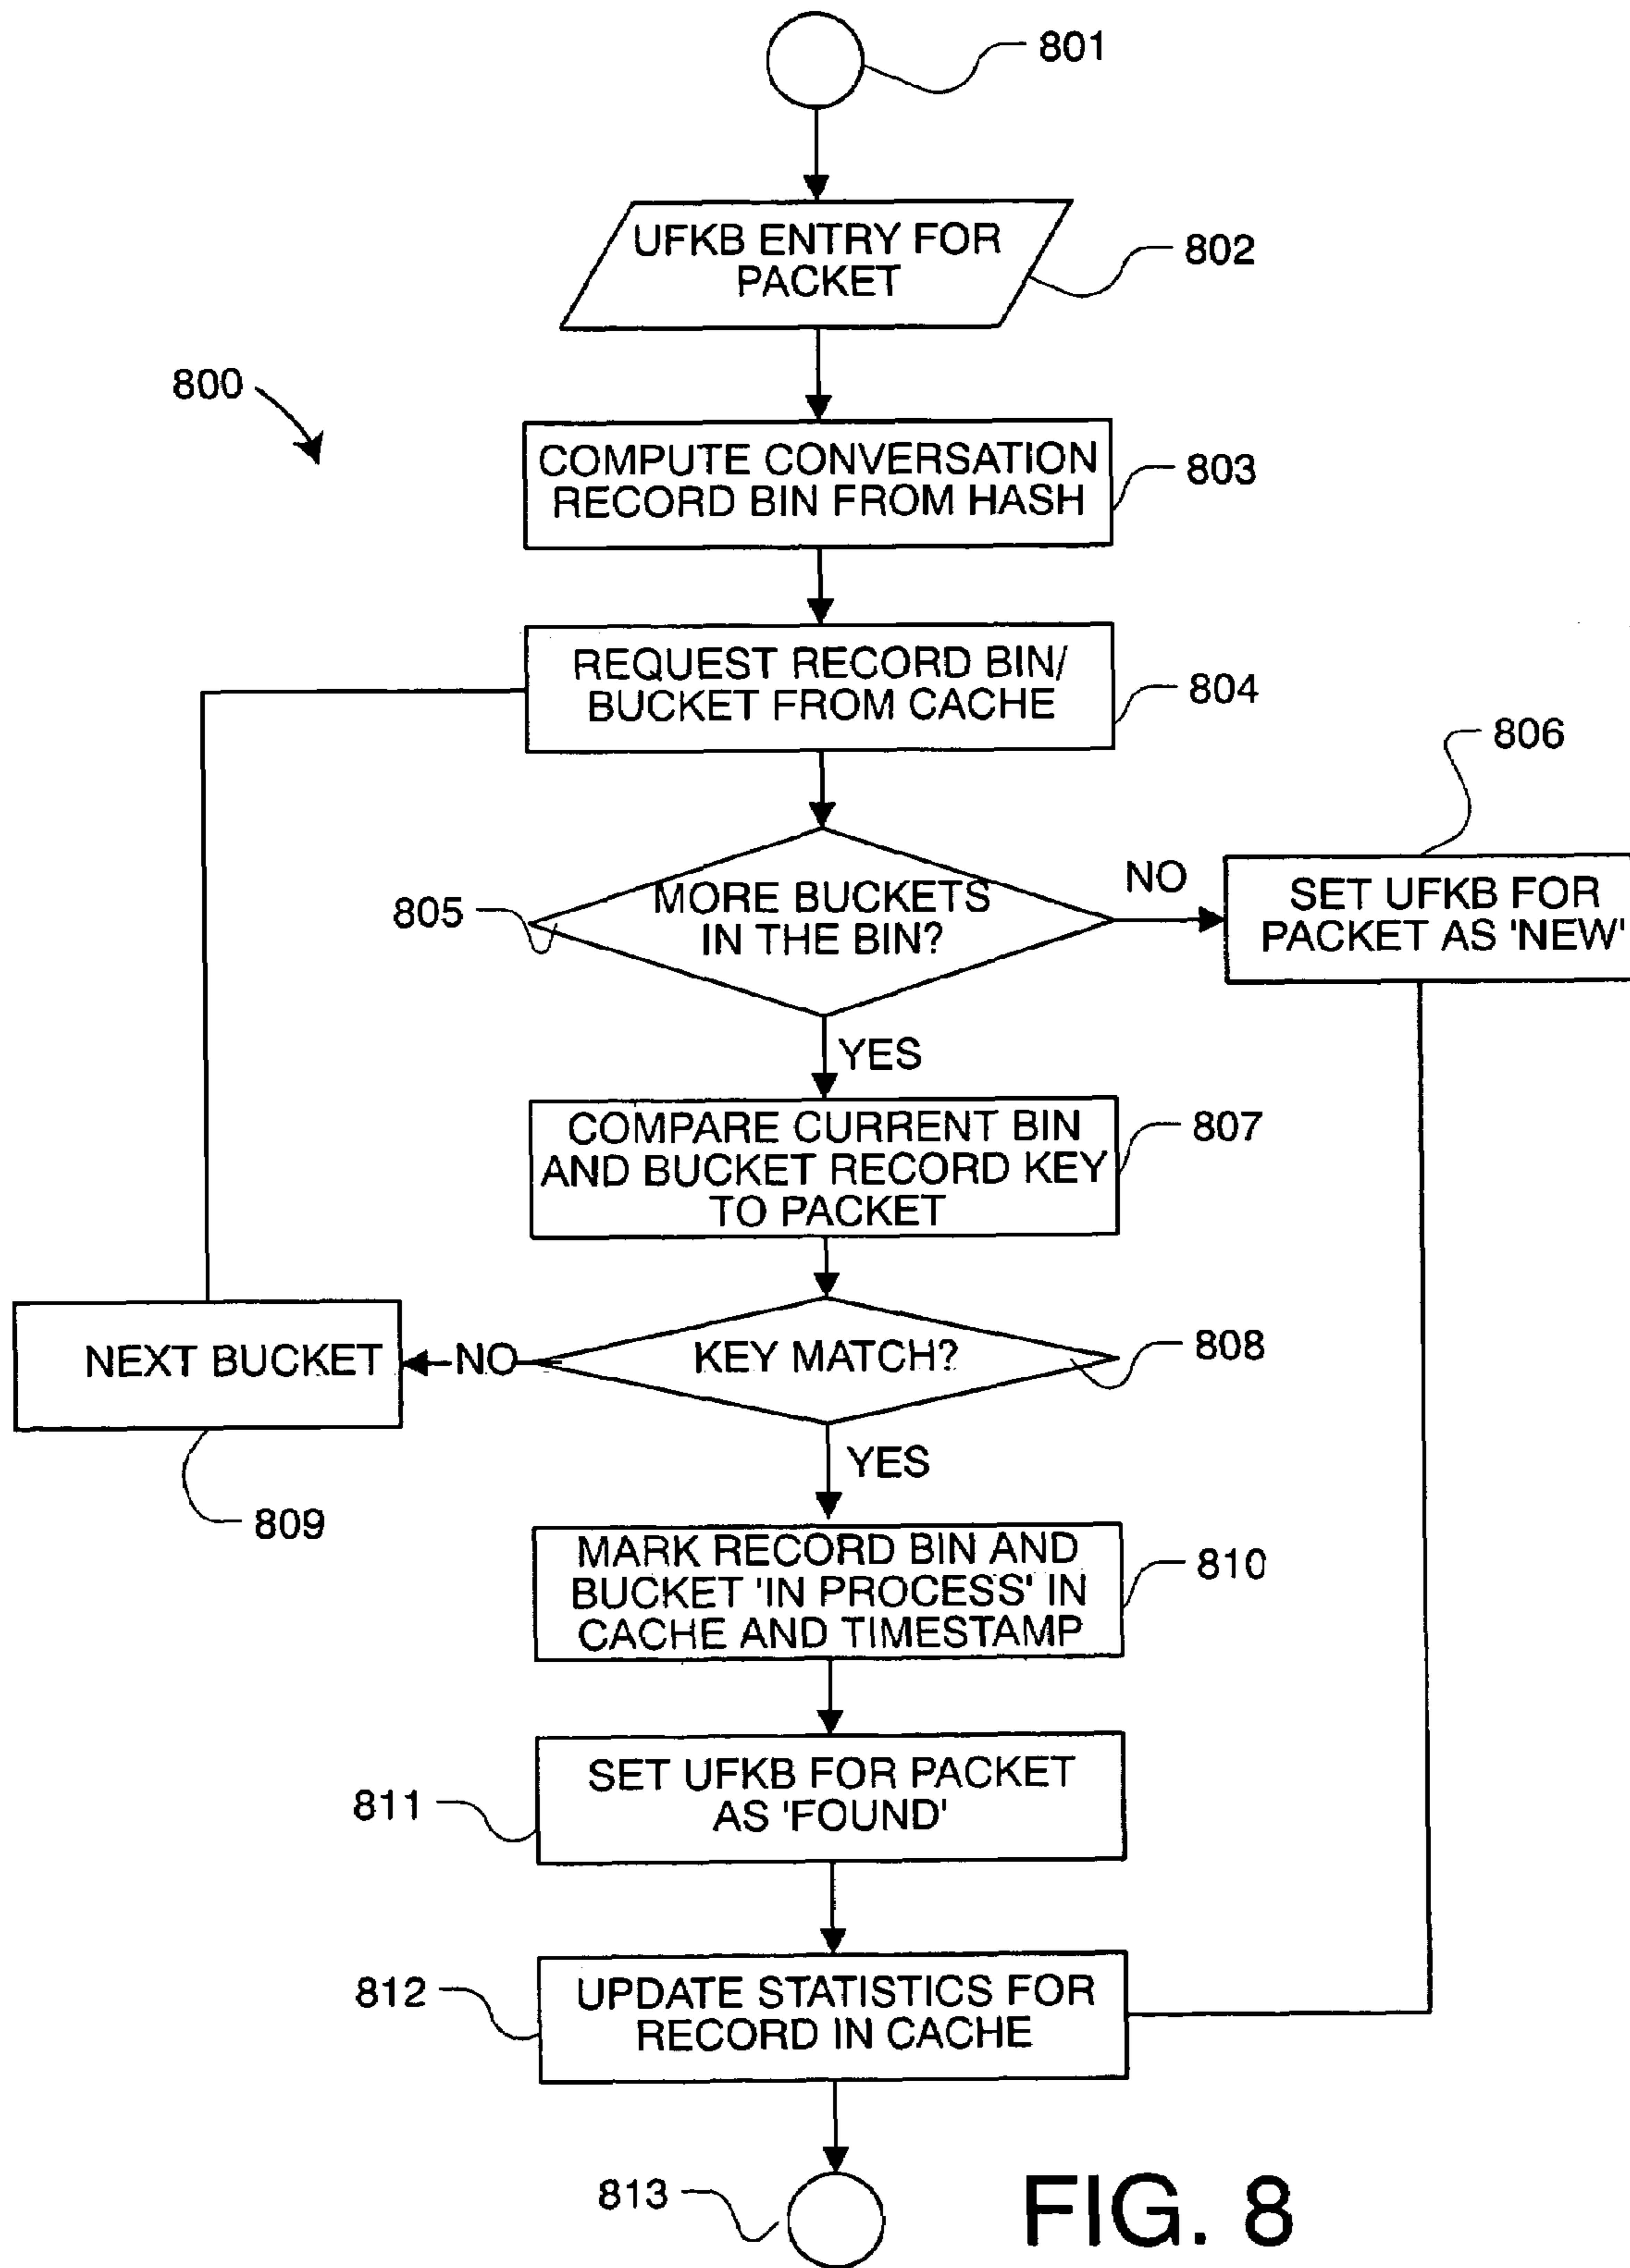 801
UFKB ENTRY FOR
PACKET
802
800
COMPUTE CONVERSATION
RECORD BIN FROM HASH
803
REQUEST RECORD BIN/
BUCKET FROM CACHE
804
806
805
MORE BUCKETS
IN THE BIN?
NO
SET UFKB FOR
PACKET AS 'NEW'
YES
COMPARE CURRENT BIN
AND BUCKET RECORD KEY
TO PACKET
807
NEXT BUCKET
NO
KEY MATCH?
808
809
YES
MARK RECORD BIN AND
BUCKET 'IN PROCESS' IN
CACHE AND TIMESTAMP
810
811
SET UFKB FOR PACKET
AS 'FOUND'
812
UPDATE STATISTICS FOR
RECORD IN CACHE
813
FIG. 8